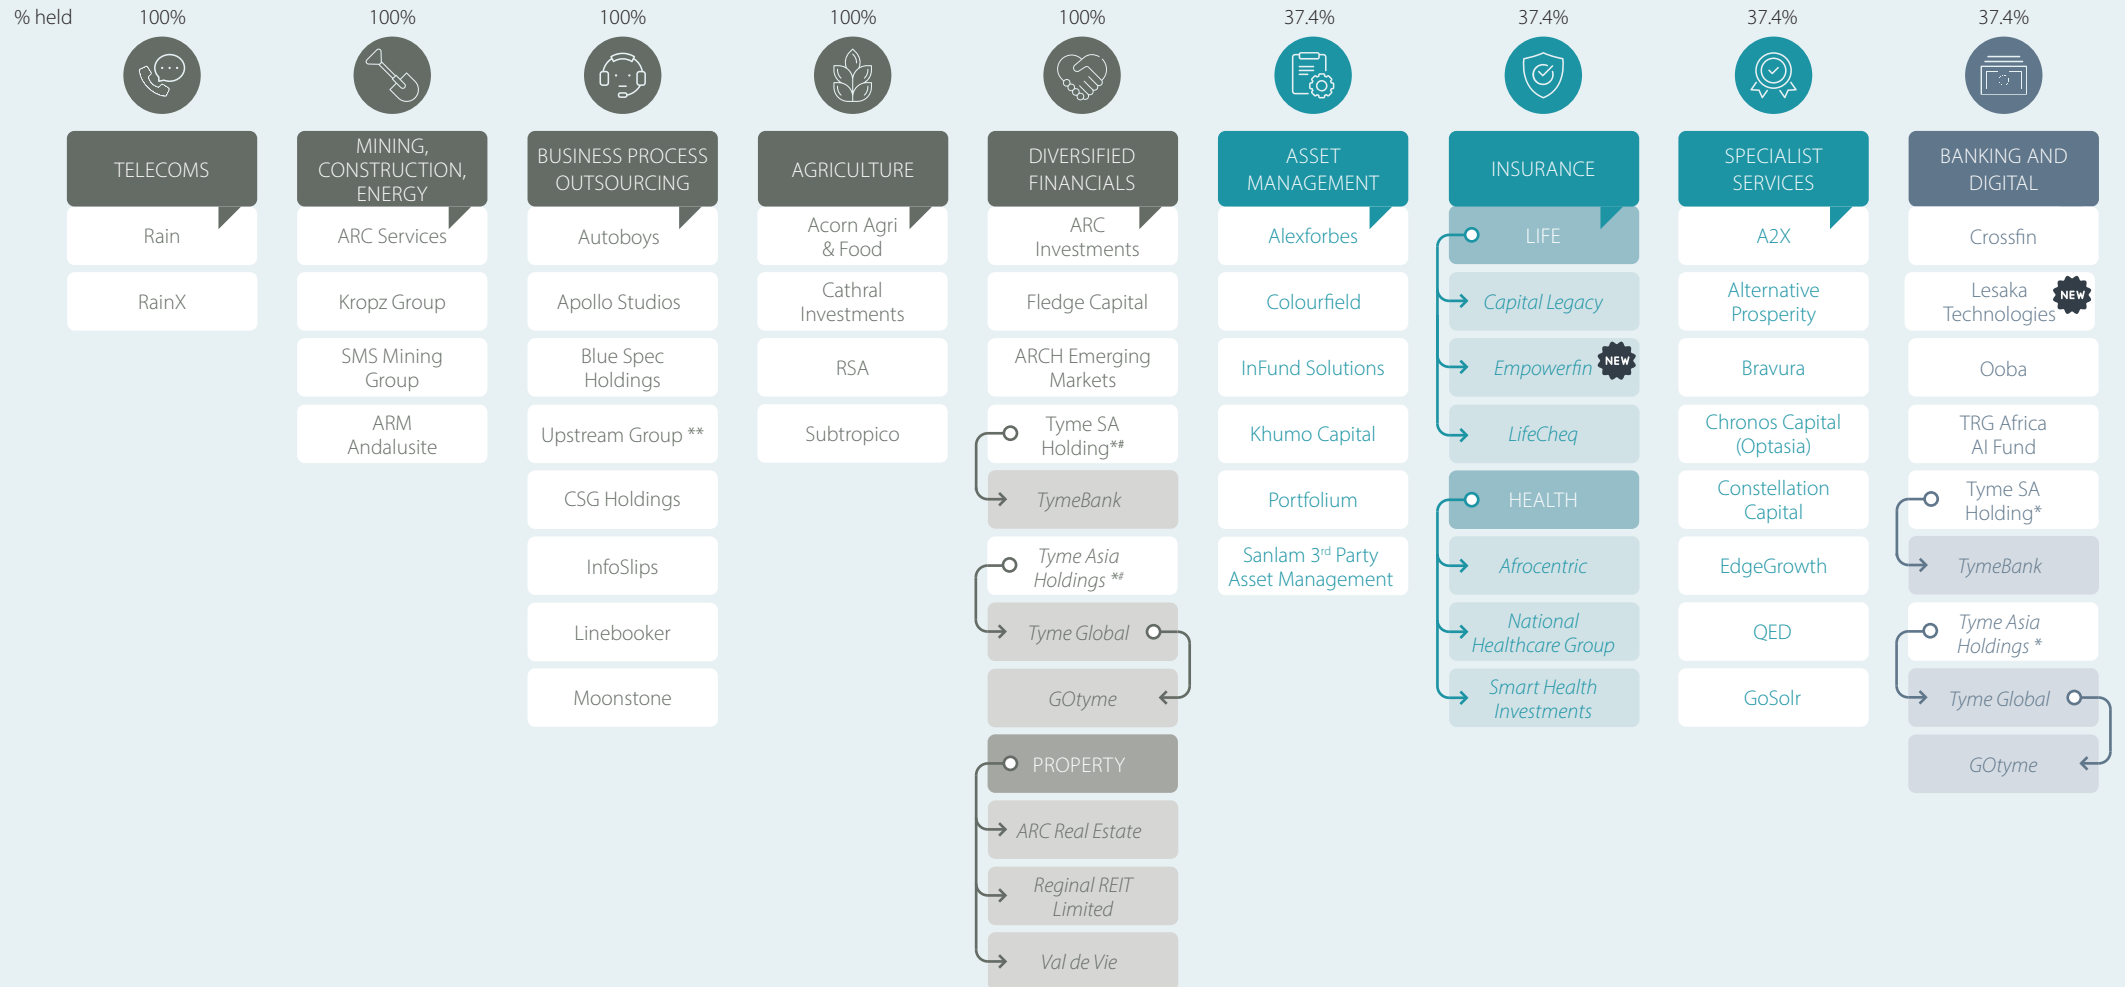 % held
100%
100%
100%
100%
100%
37.4%
37.4%
37.4%
37.4%
TELECOMS
Rain
RainX
MINING,
CONSTRUCTION,
ENERGY
ARC Services
Kropz Group
SMS Mining
Group
ARM
Andalusite
BUSINESS PROCESS
OUTSOURCING
Autoboys
Apollo Studios
Blue Spec
Holdings
Upstream Group **
CSG Holdings
InfoSlips
Linebooker
Moonstone
AGRICULTURE
Acorn Agri
& Food
Cathral
Investments
RSA
Subtropico
DIVERSIFIED
FINANCIALS
ARC
Investments
Fledge Capital
ARCH Emerging
Markets
Tyme SA
Holding*#
TymeBank
Tyme Asia
Holdings *#
Tyme Global
GOtyme
PROPERTY
ARC Real Estate
Reginal REIT
Limited
Val de Vie
ASSET
MANAGEMENT
Alexforbes
Colourfield
InFund Solutions
Khumo Capital
Portfolium
Sanlam 3rd Party
Asset Management
INSURANCE
LIFE
Capital Legacy
Empowerfin
NEW
LifeCheq
HEALTH
Afrocentric
National
Healthcare Group
Smart Health
Investments
SPECIALIST
SERVICES
A2X
Alternative
Prosperity
Bravura
Chronos Capital
(Optasia)
Constellation
Capital
EdgeGrowth
QED
GoSolr
BANKING AND
DIGITAL
Crossfin
Lesaka
Technologies
NEW
Ooba
TRG Africa
AI Fund
Tyme SA
Holding*
TymeBank
Tyme Asia
Holdings *
Tyme Global
GOtyme